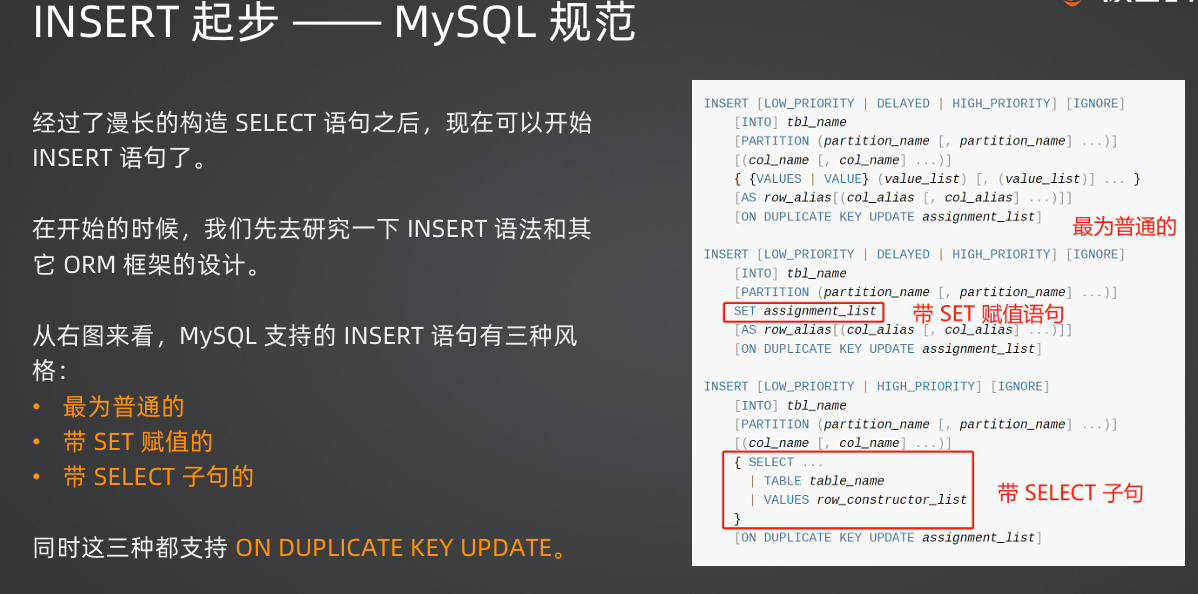 INSERT 起步 —— MySQL 规范
经过了漫长的构造 SELECT 语句之后，现在可以开始
INSERT 语句了。
在开始的时候，我们先去研究一下 INSERT 语法和其
它 ORM 框架的设计。
从右图来看，MySQL 支持的 INSERT 语句有三种风
格：
• 最为普通的
• 带 SET 赋值的
• 带 SELECT 子句的
同时这三种都支持 ON DUPLICATE KEY UPDATE。
INSERT [LOW_PRIORITY | DELAYED | HIGH_PRIORITY] [IGNORE]
[INTO] tbl_name
[PARTITION (partition_name [, partition_name] ...)]
[(col_name [, col_name] ...)]
{ {VALUES | VALUE} (value_list) [, (value_list)] ... }
[AS row_alias[(col_alias [, col_alias] ...)]]
[ON DUPLICATE KEY UPDATE assignment_list]
最为普通的
INSERT [LOW_PRIORITY | DELAYED | HIGH_PRIORITY] [IGNORE]
[INTO] tbl_name
[PARTITION (partition_name [, partition_name] ...)]
SET assignment_list
带 SET 赋值语句
[AS row_alias[(col_alias [, col_alias] ...)]]
[ON DUPLICATE KEY UPDATE assignment_list]
INSERT [LOW_PRIORITY | HIGH_PRIORITY] [IGNORE]
[INTO] tbl_name
[PARTITION (partition_name [, partition_name] ...)]
[(col_name [, col_name] ...)]
{ SELECT ...
| TABLE table_name
| VALUES row_constructor_list
}
带 SELECT 子句
[ON DUPLICATE KEY UPDATE assignment_list]